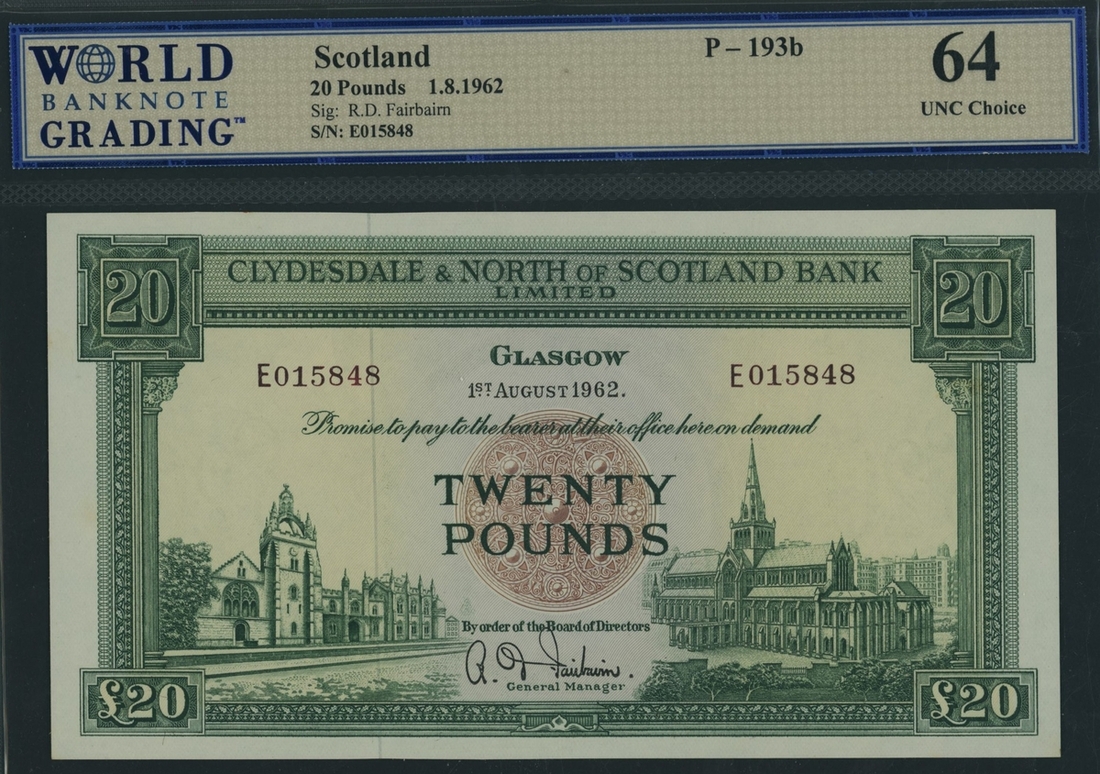 WORLD
BANKNOTE
GRADING™
Scotland
20 Pounds 1.8.1962
Sig: R.D. Fairbairn
S/N: E015848
P – 193b
64
UNC Choice
20
CLYDESDALE & NORTH OF SCOTLAND BANK
LIMITED
20
GLASGOW
E015848
E015848
1ST. AUGUST 1962.
Promise to pay to the bearer at their office here on demand
TWENTY
POUNDS
By order of the Board of Directors
R. D. Fairbairn.
General Manager
£20
£20